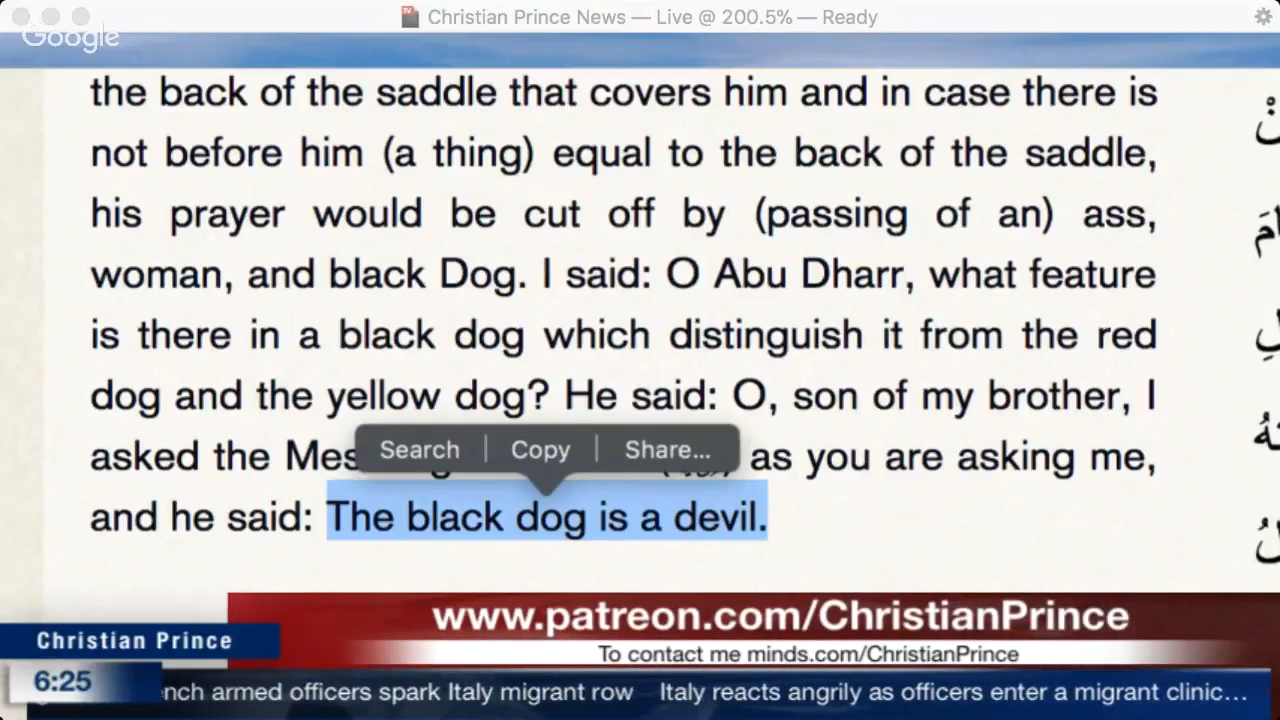 Christian Prince News — Live @ 200.5% — Ready
Google
the back of the saddle that covers him and in case there is
not before him (a thing) equal to the back of the saddle,
his prayer would be cut off by (passing of an) ass,
woman, and black Dog. I said: O Abu Dharr, what feature
is there in a black dog which distinguish it from the red
dog and the yellow dog? He said: O, son of my brother, I
Search Copy Share...
asked the as you are asking me,
and he said: The black dog is a devil.
www.patreon.com/ChristianPrince
Christian Prince
To contact me minds.com/ChristianPrince
6:25
armed officers spark Italy migrant row Italy reacts angrily as officers enter a migrant clinic...